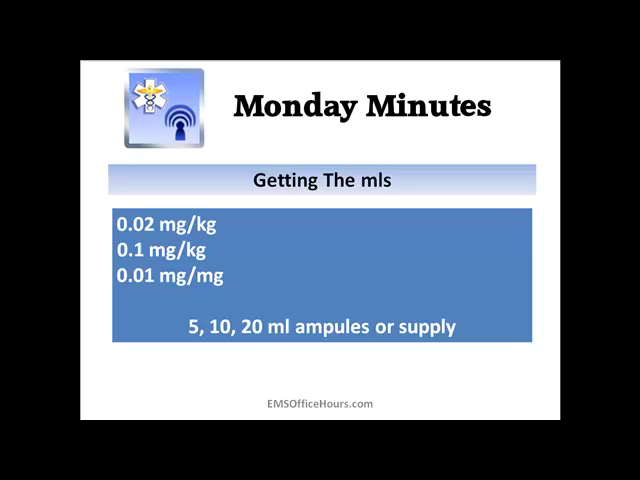 Monday Minutes
Getting The mls
0.02 mg/kg
0.1 mg/kg
0.01 mg/mg
5, 10, 20 ml ampules or supply
EMSOfficeHours.com